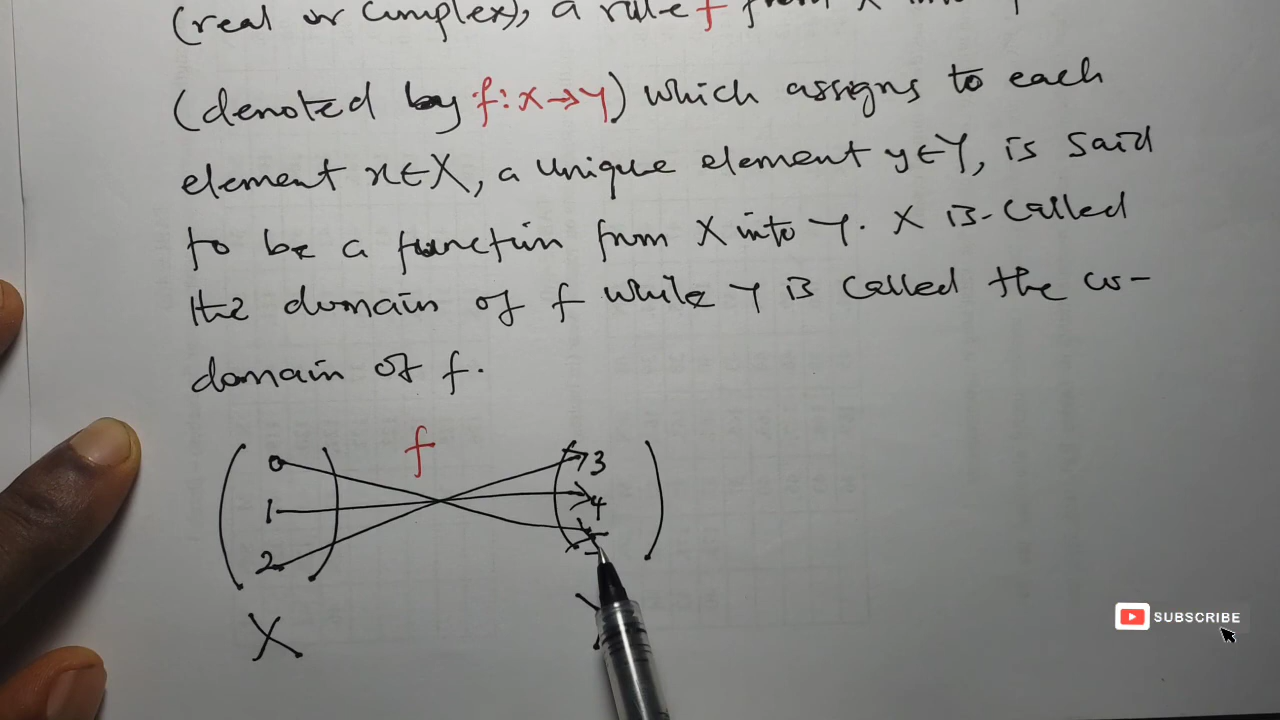 (real or complex), a rule f from X into Y
(denoted by f: X→Y) which assigns to each
element x∈X, a unique element y∈Y, is said
to be a function from X into Y. X is called
the domain of f while Y is called the co-
domain of f.
f
0 3
1 4
2
X
SUBSCRIBE